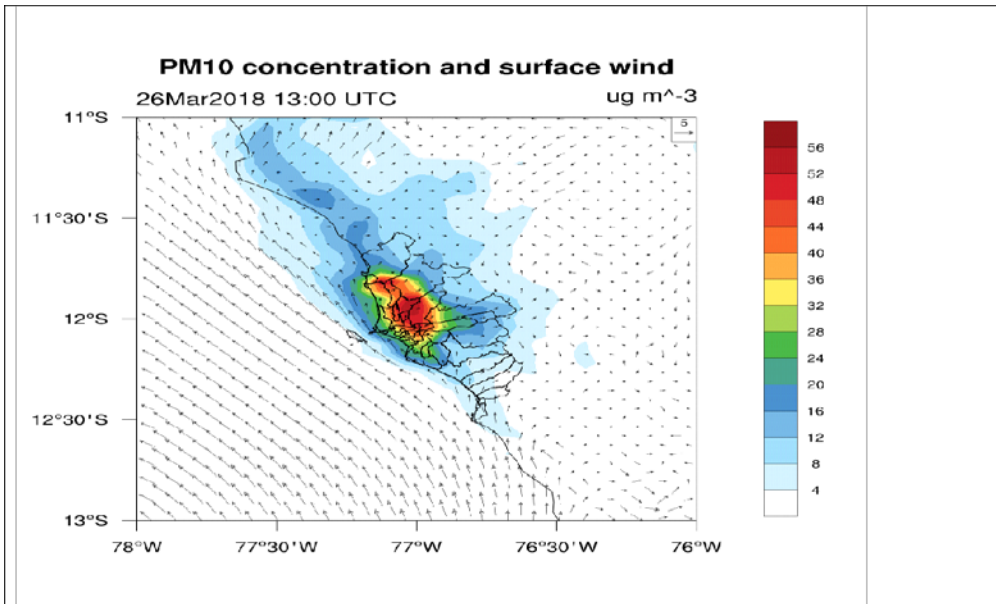 PM10 concentration and surface wind
26Mar2018 13:00 UTC
ug m^-3
5
11°S
11°30'S
12°S
12°30'S
13°S
78°W
77°30'W
77°W
76°30'W
76°W
56
52
48
44
40
36
32
28
24
20
16
12
8
4